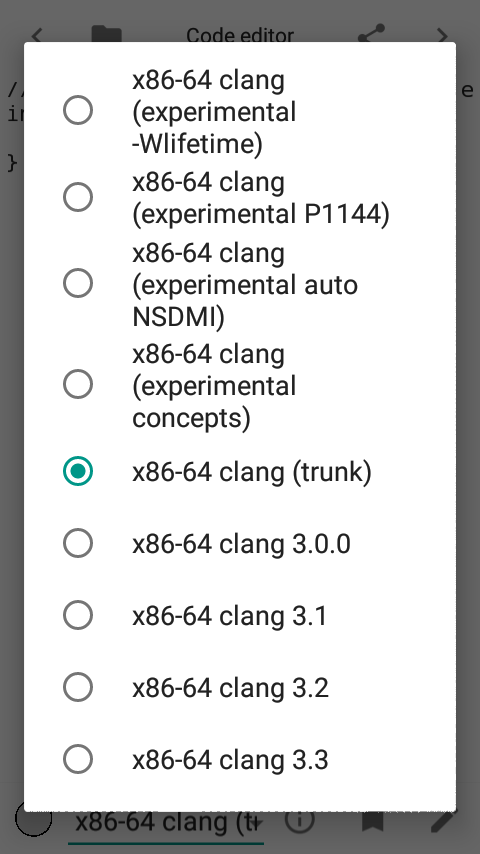 Code editor
//
e
in
}
x86-64 clang
(experimental
-Wlifetime)
x86-64 clang
(experimental P1144)
x86-64 clang
(experimental auto
NSDMI)
x86-64 clang
(experimental
concepts)
x86-64 clang (trunk)
x86-64 clang 3.0.0
x86-64 clang 3.1
x86-64 clang 3.2
x86-64 clang 3.3
x86-64 clang (tr